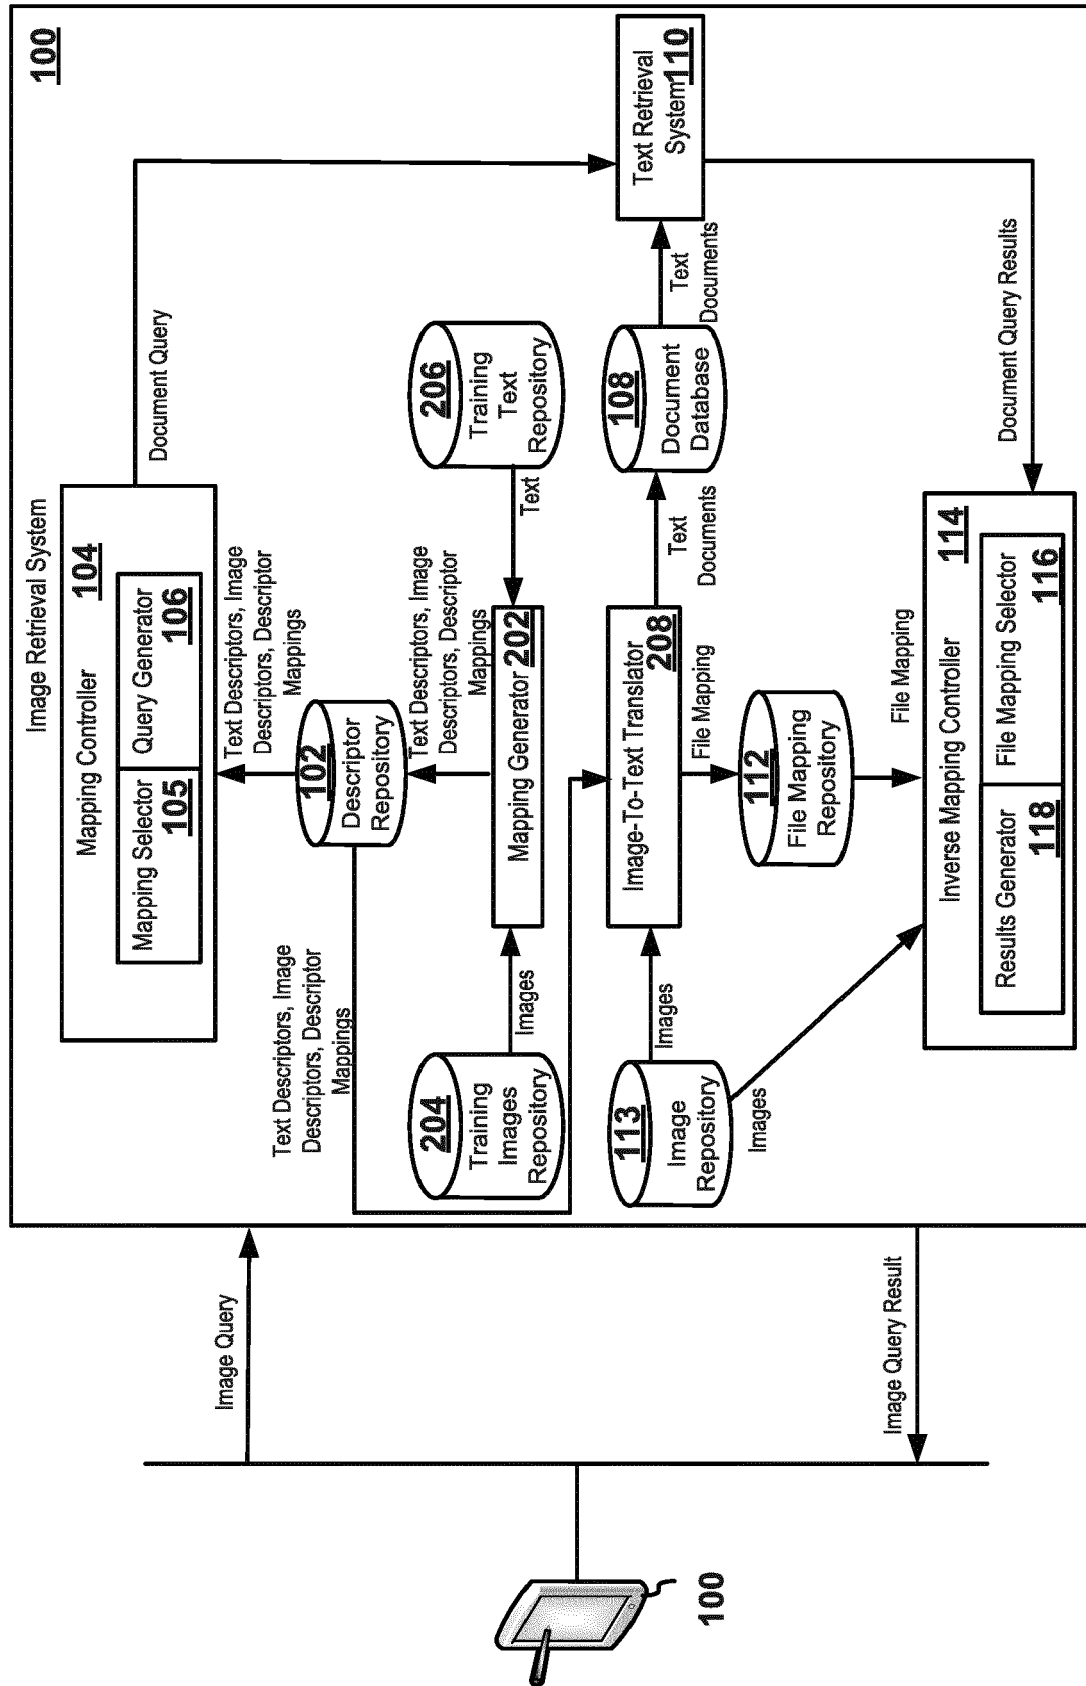 100
Image Retrieval System
Mapping Controller
104
Mapping Selector
105
Query Generator
106
Document Query
Image Query
Text Descriptors, Image
Descriptors, Descriptor
Mappings
Text Descriptors, Image
Descriptors, Descriptor
Mappings
102
Descriptor
Repository
Text Descriptors, Image
Descriptors, Descriptor
Mappings
204
Training
Images
Repository
Images
Mapping Generator
202
Text
206
Training
Text
Repository
113
Image
Repository
Images
Image-To-Text Translator
208
Text
Documents
108
Document
Database
Text
Documents
Text Retrieval
System
110
File Mapping
112
File Mapping
Repository
Images
File Mapping
Document Query Results
Inverse Mapping Controller
114
Results Generator
118
File Mapping Selector
116
Image Query Result
100